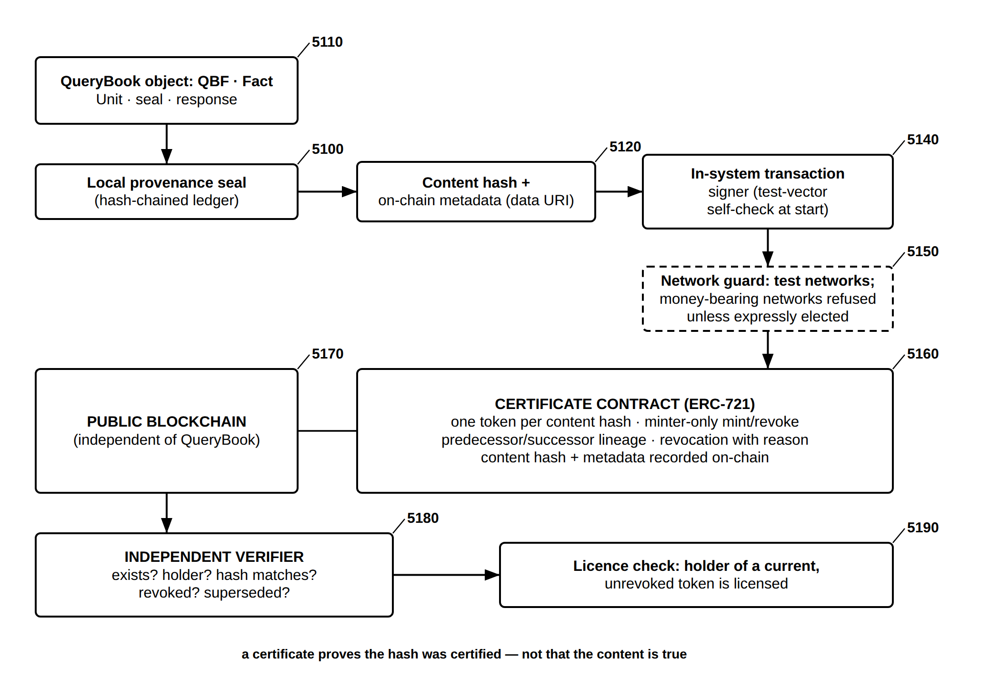 5110
QueryBook object: QBF · Fact
Unit · seal · response
5100
Local provenance seal
(hash-chained ledger)
5120
Content hash +
on-chain metadata (data URI)
5140
In-system transaction
signer (test-vector
self-check at start)
5150
Network guard: test networks;
money-bearing networks refused
unless expressly elected
5170
PUBLIC BLOCKCHAIN
(independent of QueryBook)
5160
CERTIFICATE CONTRACT (ERC-721)
one token per content hash · minter-only mint/revoke
predecessor/successor lineage · revocation with reason
content hash + metadata recorded on-chain
5180
INDEPENDENT VERIFIER
exists? holder? hash matches?
revoked? superseded?
5190
Licence check: holder of a current,
unrevoked token is licensed
a certificate proves the hash was certified — not that the content is true